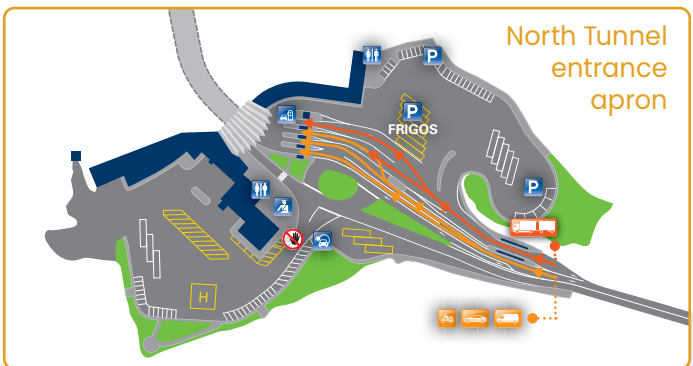 North Tunnel
entrance
apron
P
P
FRIGOS
P
H